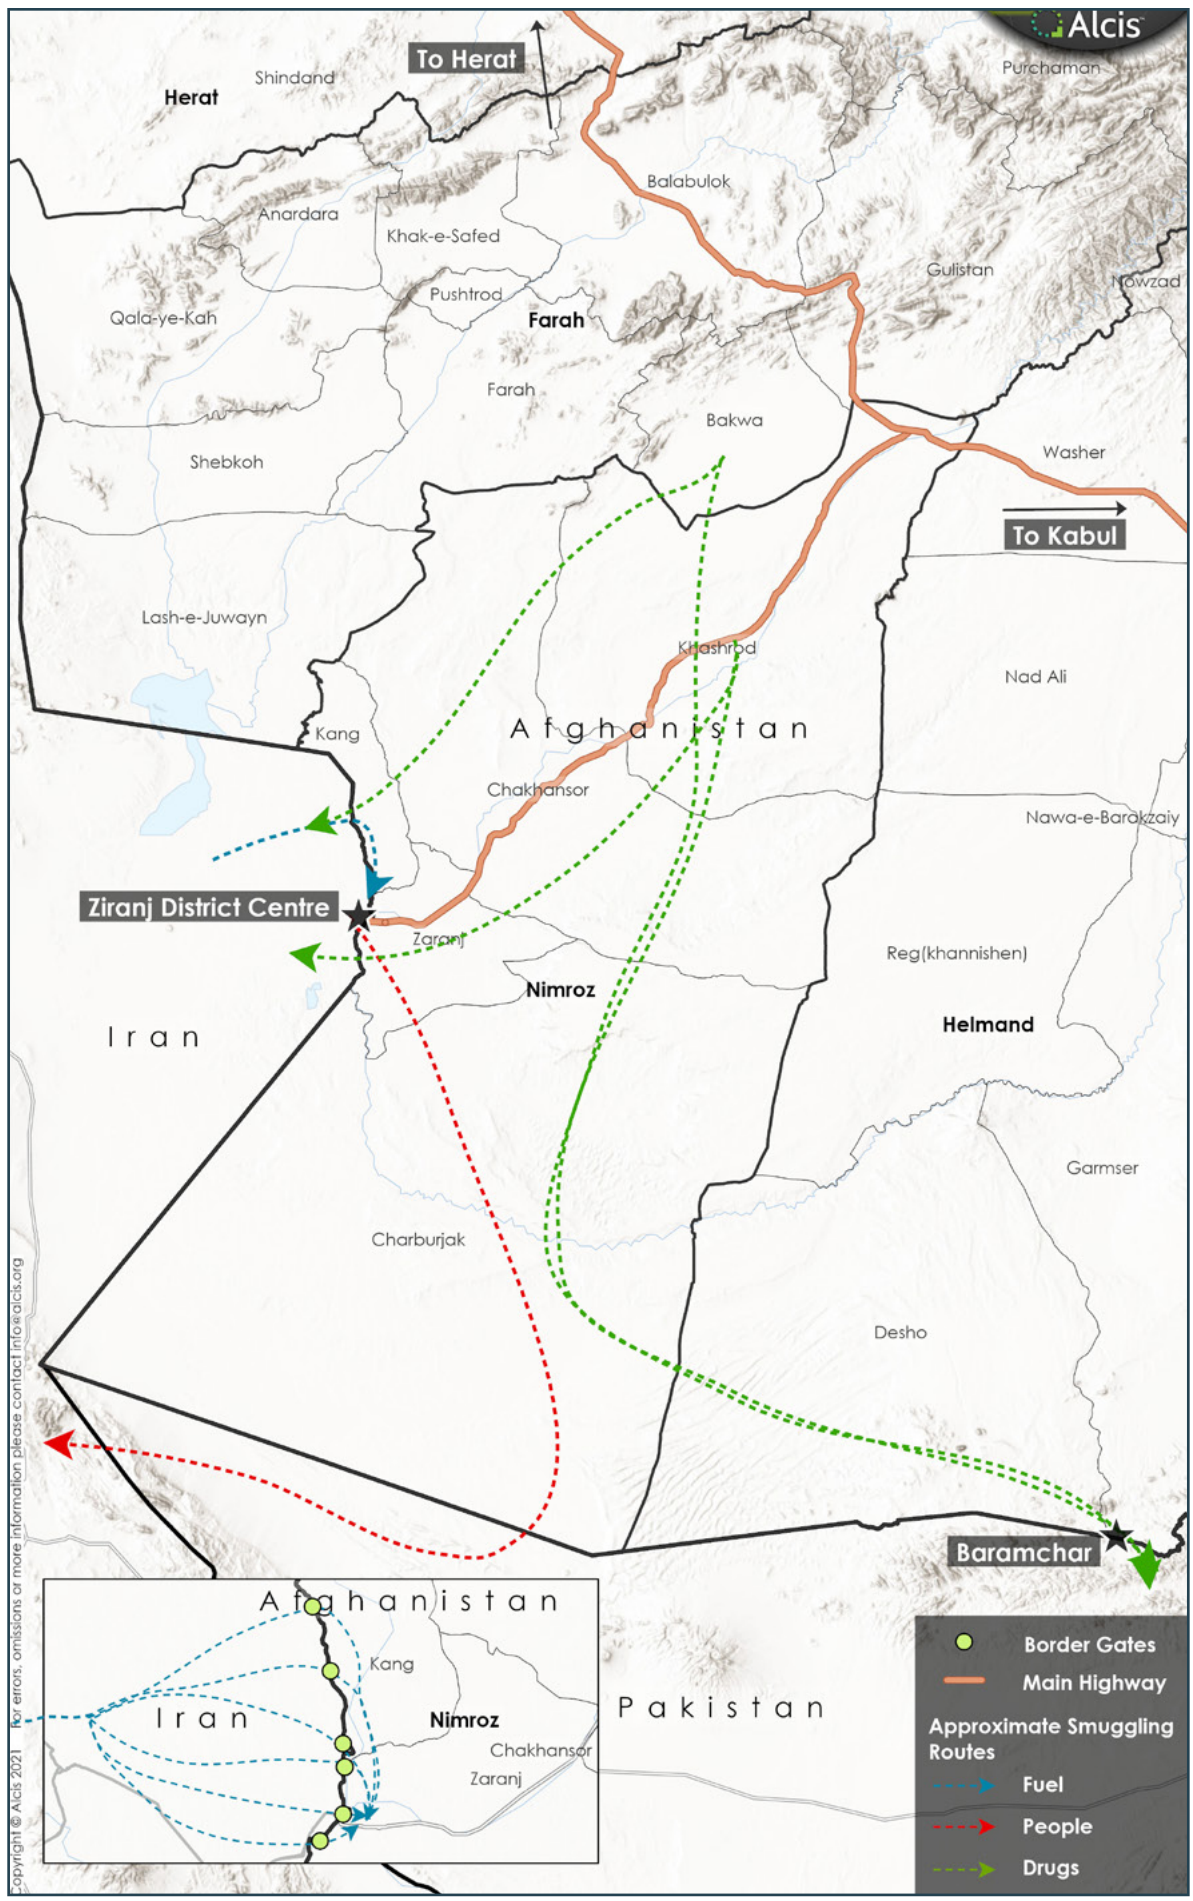 Alcis
To Herat
Purchaman
Shindand
Herat
Balabulok
Anardara
Khak-e-Safed
Gulistan
Nowzad
Pushtrod
Qala-ye-Kah
Farah
Farah
Bakwa
Washer
Shebkoh
To Kabul
Lash-e-Juwayn
Khashrod
Nad Ali
Kang
Afghanistan
Chakhansor
Nawa-e-Barakzaiy
Ziranj District Centre
Zaranj
Reg(khannishen)
Nimroz
Helmand
Iran
Garmser
Charburjak
Desho
Baramchar
Afghanistan
Kang
Iran
Nimroz
Chakhansor
Zaranj
Pakistan
Border Gates
Main Highway
Approximate Smuggling
Routes
Fuel
People
Drugs
Copyright © Alcis 2021 For errors, omissions or more information please contact info@alcis.org